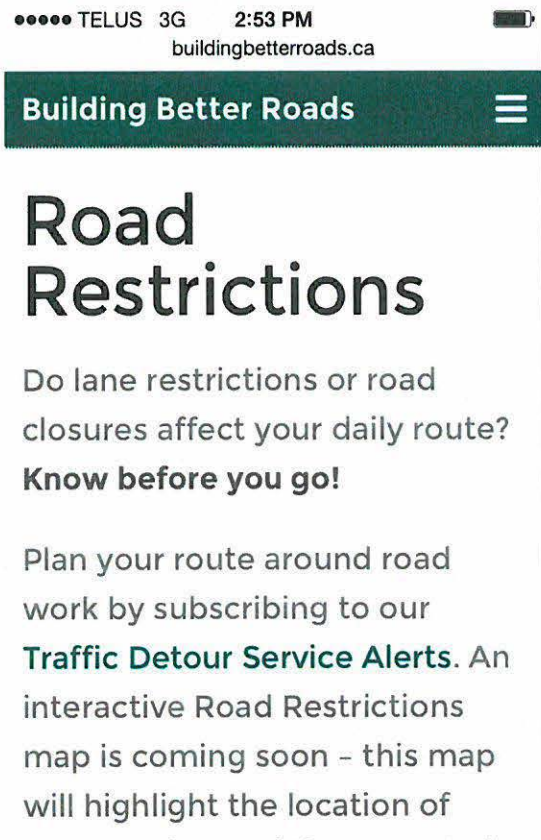 TELUS 3G 2:53 PM
buildingbetterroads.ca
Building Better Roads
Road
Restrictions
Do lane restrictions or road
closures affect your daily route?
Know before you go!
Plan your route around road
work by subscribing to our
Traffic Detour Service Alerts. An
interactive Road Restrictions
map is coming soon – this map
will highlight the location of